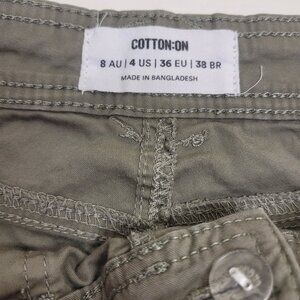 COTTON:ON
8 AU | 4 US | 36 EU | 38 BR
MADE IN BANGLADESH